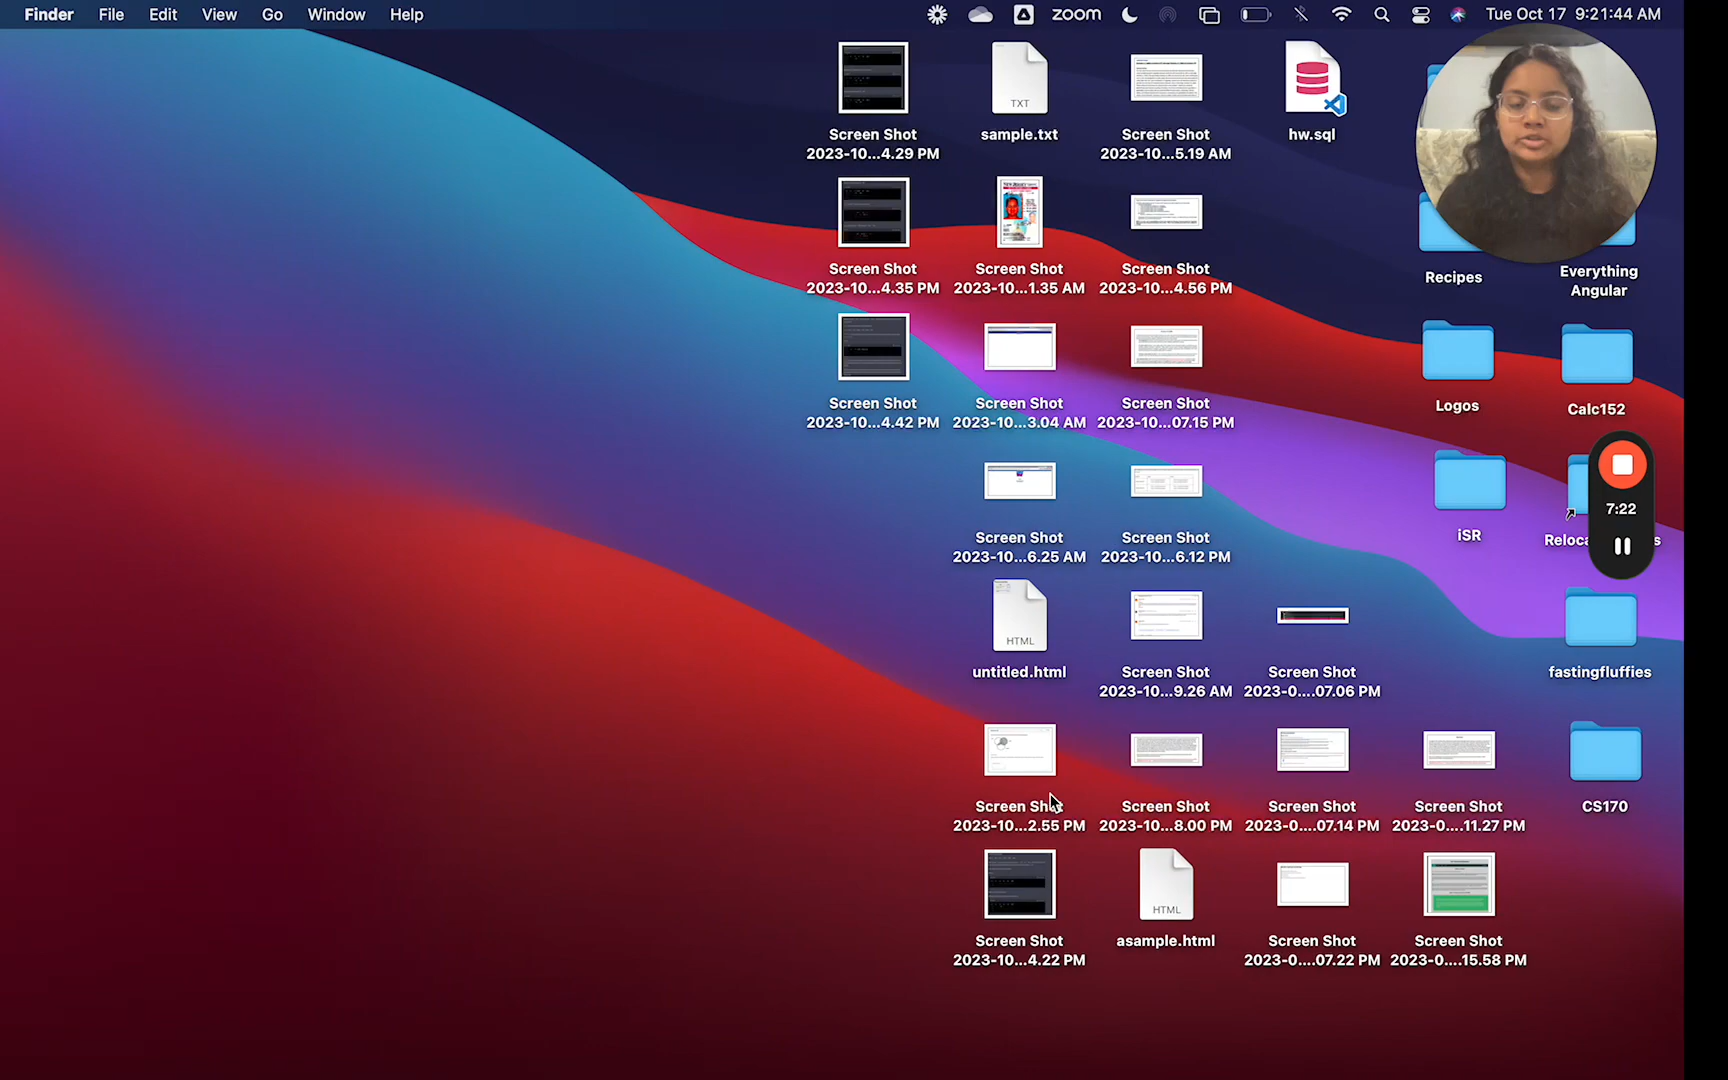 Finder File Edit View Go Window Help
zoom Tue Oct 17 9:21:44 AM
Screen Shot
2023-10...4.29 PM
TXT
sample.txt
Screen Shot
2023-10...5.19 AM
hw.sql
Screen Shot
2023-10...4.35 PM
Screen Shot
2023-10...1.35 AM
Screen Shot
2023-10...4.56 PM
Recipes
Everything
Angular
Screen Shot
2023-10...4.42 PM
Screen Shot
2023-10...3.04 AM
Screen Shot
2023-10...07.15 PM
Logos
Calc152
Screen Shot
2023-10...6.25 AM
Screen Shot
2023-10...6.12 PM
iSR
7:22
HTML
untitled.html
Screen Shot
2023-10...9.26 AM
Screen Shot
2023-0....07.06 PM
fastingfluffies
Screen Shot
2023-10...2.55 PM
Screen Shot
2023-10...8.00 PM
Screen Shot
2023-0....07.14 PM
Screen Shot
2023-0....11.27 PM
CS170
Screen Shot
2023-10...4.22 PM
HTML
asample.html
Screen Shot
2023-0....07.22 PM
Screen Shot
2023-0....15.58 PM